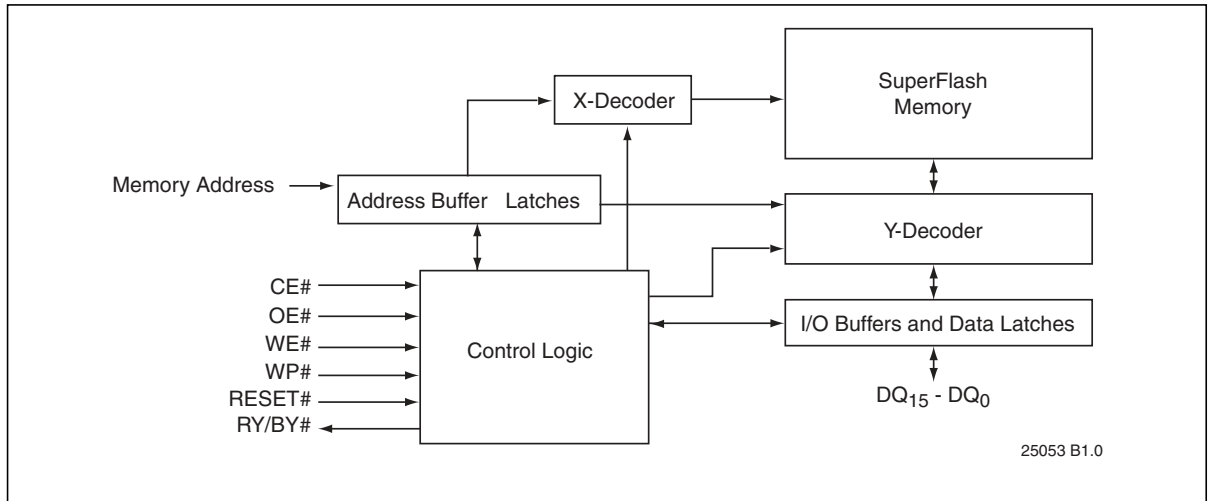 SuperFlash
Memory
X-Decoder
Memory Address
Address Buffer Latches
Y-Decoder
CE#
OE#
WE#
WP#
RESET#
RY/BY#
Control Logic
I/O Buffers and Data Latches
DQ15 - DQ0
25053 B1.0